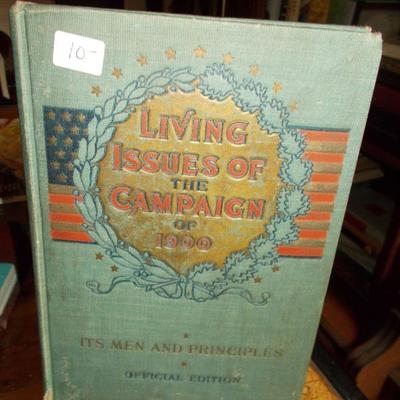 10-
LIVING
ISSUES OF
THE
CAMPAIGN
OF
1900
ITS MEN AND PRINCIPLES
OFFICIAL EDITION